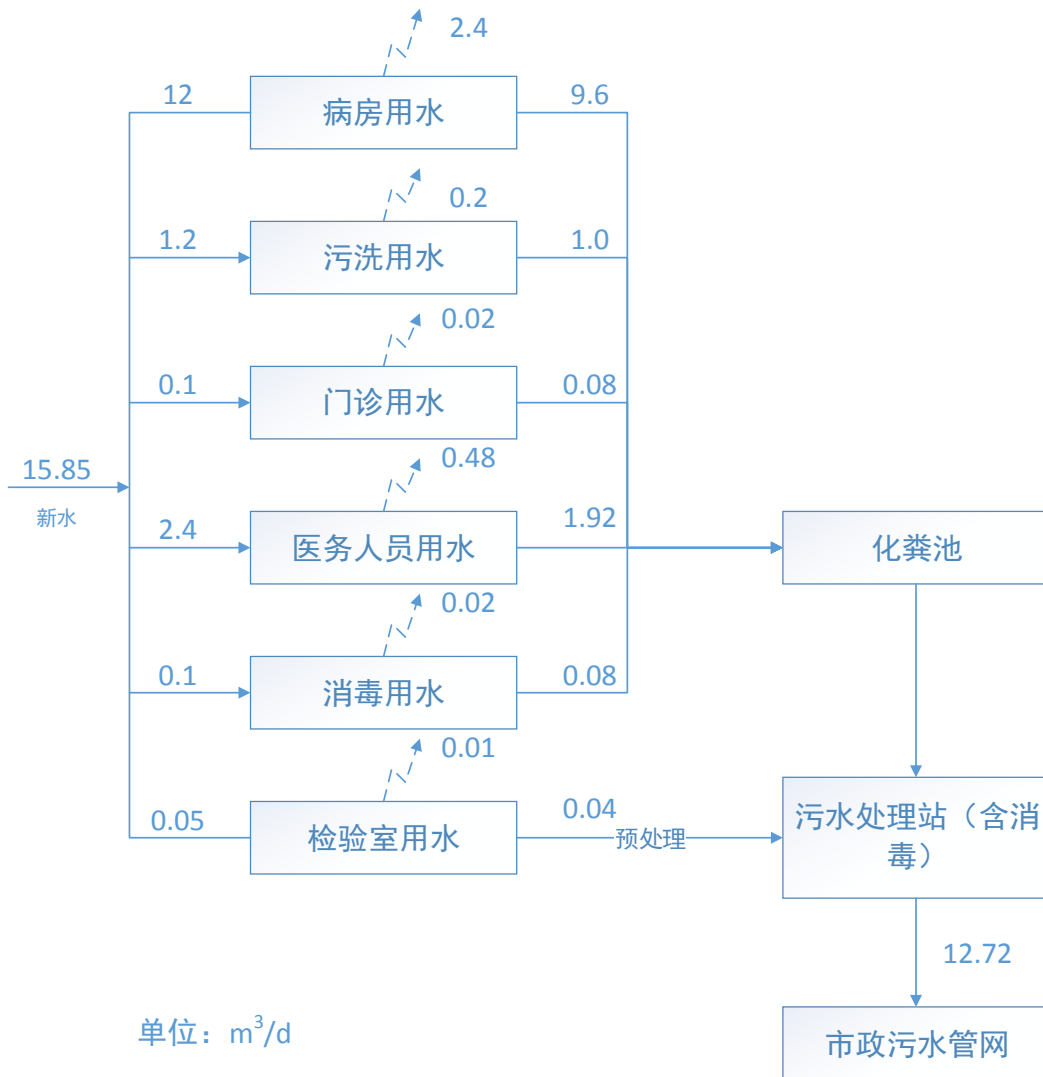 2.4
12
病房用水
9.6
0.2
1.2
污洗用水
1.0
0.02
0.1
门诊用水
0.08
15.85
新水
0.48
2.4
医务人员用水
1.92
化粪池
0.02
0.1
消毒用水
0.08
0.01
0.05
检验室用水
0.04
预处理
污水处理站（含消
毒）
12.72
单位：m³/d
市政污水管网